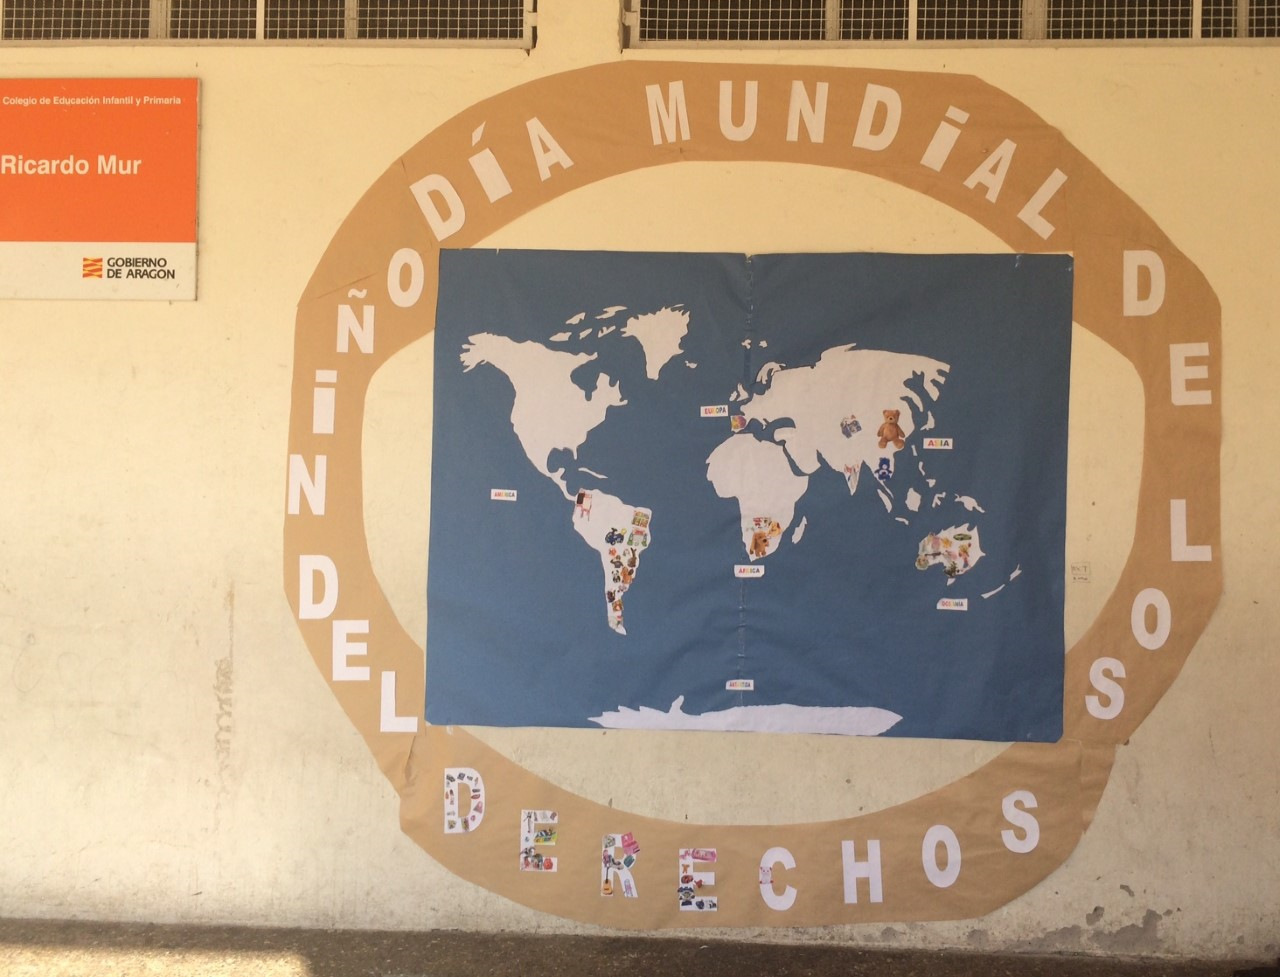 Colegio de Educación Infantil y Primaria
Ricardo Mur
GOBIERNO
DE ARAGON
DÍA MUNDiAL DE LOS DERECHOS DEL NiÑO
EUROPA
ASIA
AMERICA
AFRICA
OCEANÍA